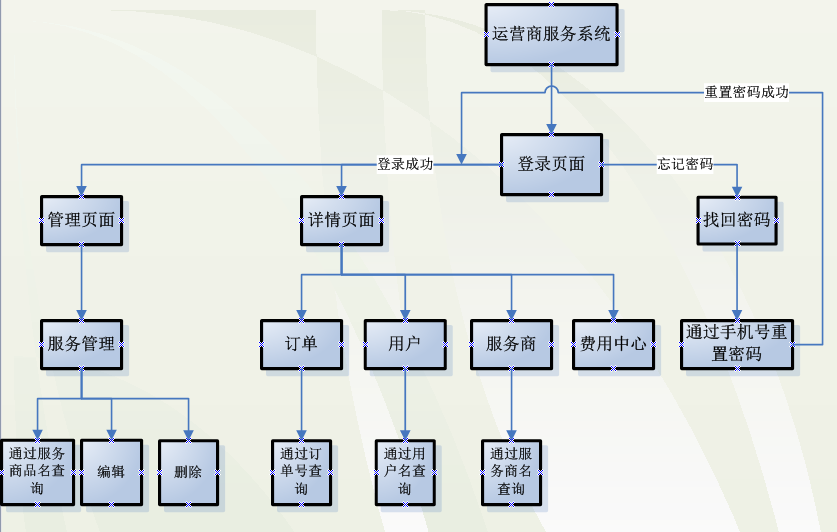 运营商服务系统
重置密码成功
登录成功
登录页面
忘记密码
管理页面
详情页面
找回密码
服务管理
订单
用户
服务商
费用中心
通过手机号重
置密码
通过服务
商品名查
询
编辑
删除
通过订
单号查
询
通过用
户名查
询
通过服
务商名
查询